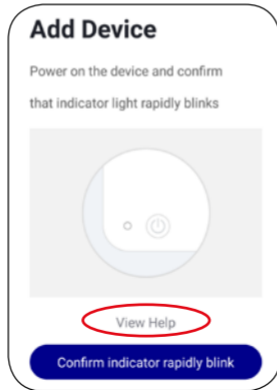 Add Device
Power on the device and confirm
that indicator light rapidly blinks
View Help
Confirm indicator rapidly blink